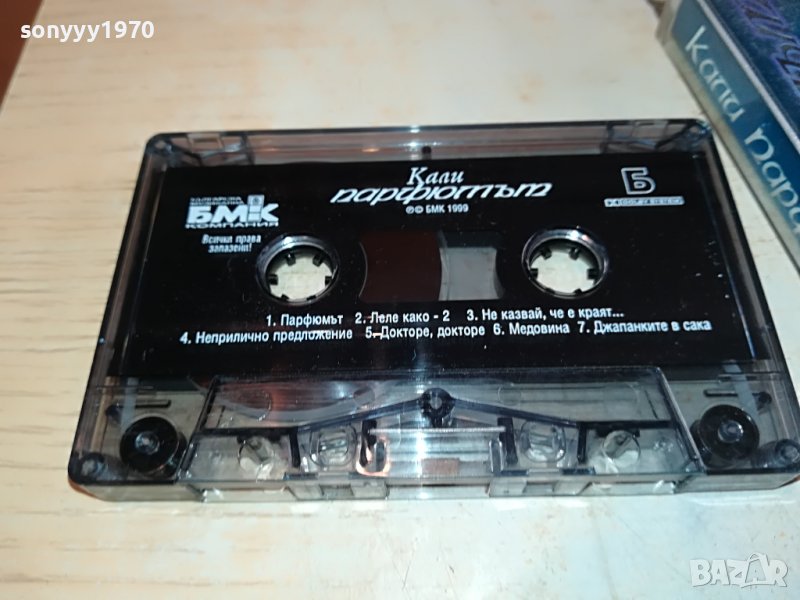 sonyyy1970
Кали
парфюмът
℗© БМК 1999
Б
БМК
КОМПАНИЯ
Всички права
запазени!
1. Парфюмът 2. Леле како - 2 3. Не казвай, че е краят...
4. Неприлично предложение 5. Докторе, докторе 6. Медовина 7. Джапанките в сака
Кали
BAZAR